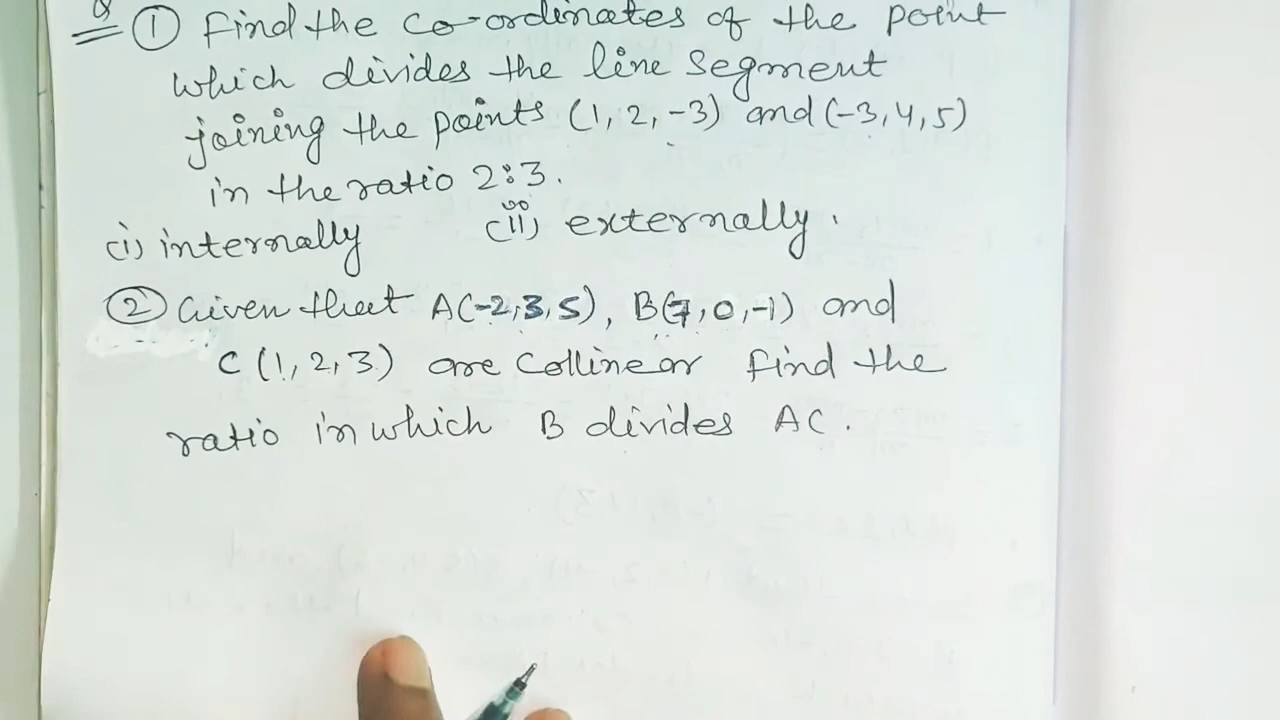 Q
① Find the co-ordinates of the point
which divides the line segment
joining the points (1, 2, -3) and (-3, 4, 5)
in the ratio 2:3.
(i) internally (ii) externally.
② Given that A(-2, 3, 5), B(7, 0, -1) and
C (1, 2, 3) are collinear find the
ratio in which B divides AC.